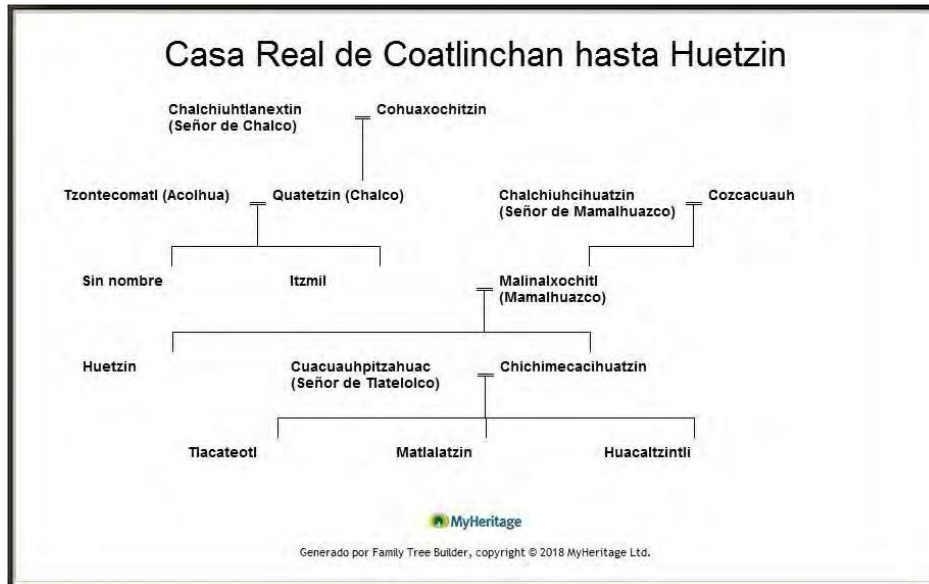 Casa Real de Coatlinchan hasta Huetzin
Chalchiuhtlanextin
(Señor de Chalco)
Cohuaxochitzin
Tzontecomatl (Acolhua)
Quatetzin (Chalco)
Chalchiuhcihuatzin
(Señor de Mamalhuazco)
Cozcacuauh
Sin nombre
Itzmil
Malinalxochitl
(Mamalhuazco)
Huetzin
Cuacuauhpitzahuac
(Señor de Tlatelolco)
Chichimecacihuatzin
Tlacateotl
Matlalatzin
Huacaltzintli
MyHeritage
Generado por Family Tree Builder, copyright © 2018 MyHeritage Ltd.